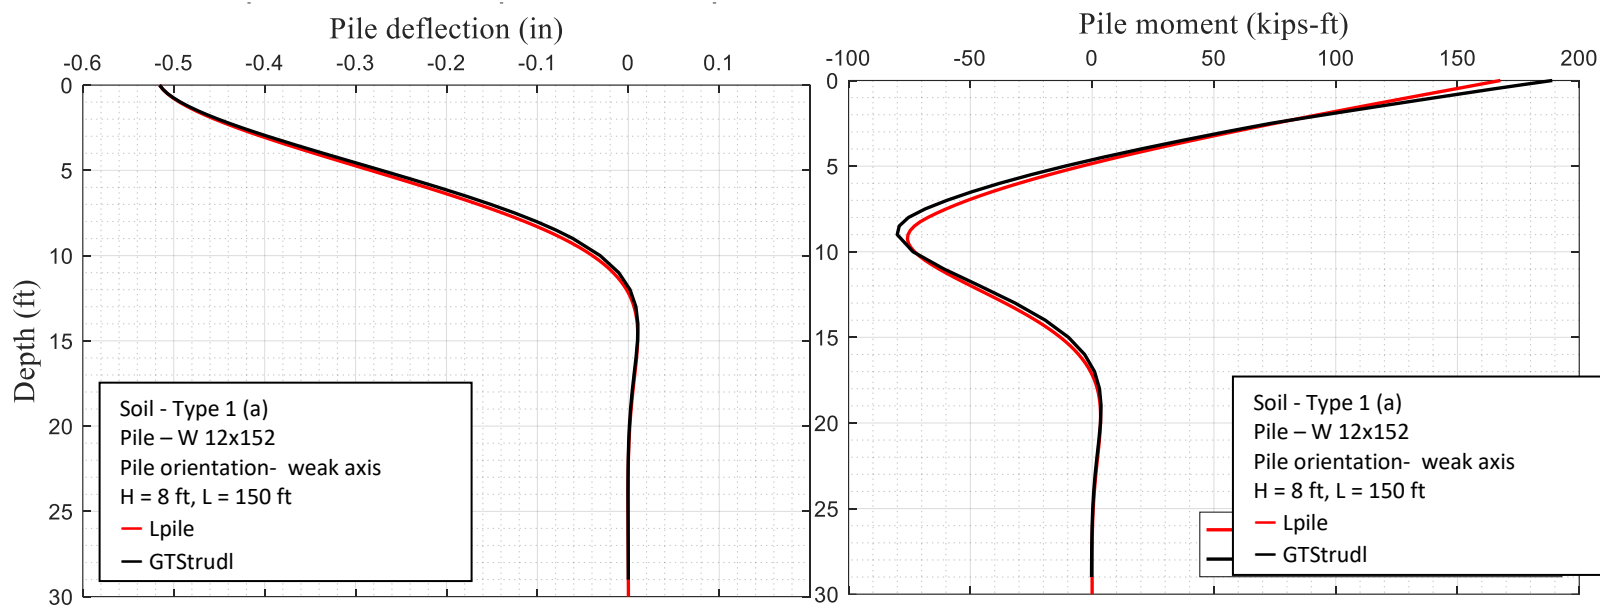 Pile deflection (in)
-0.6 -0.5 -0.4 -0.3 -0.2 -0.1 0 0.1
0
5
10
15
20
25
30
Depth (ft)
Soil - Type 1 (a)
Pile – W 12x152
Pile orientation-  weak axis
H = 8 ft, L = 150 ft
Lpile
GTStrudl
Pile moment (kips-ft)
-100 -50 0 50 100 150 200
0
5
10
15
20
25
30
Soil - Type 1 (a)
Pile – W 12x152
Pile orientation-  weak axis
H = 8 ft, L = 150 ft
Lpile
GTStrudl